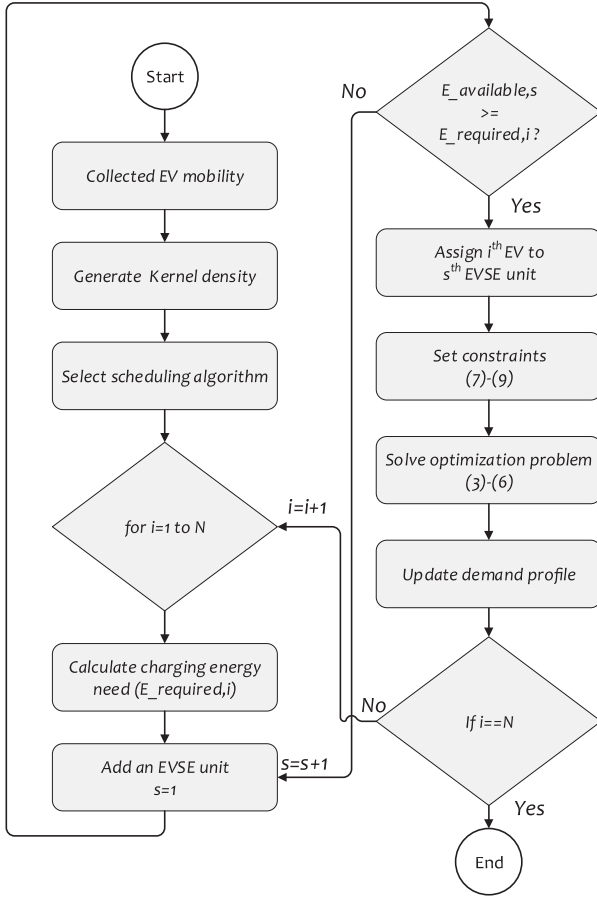 Start
Collected EV mobility
Generate Kernel density
Select scheduling algorithm
for i=1 to N
i=i+1
Calculate charging energy
need (E_required,i)
Add an EVSE unit
s=1
s=s+1
E_available,s
>=
E_required,i ?
No
Yes
Assign ith EV to
sth EVSE unit
Set constraints
(7)-(9)
Solve optimization problem
(3)-(6)
Update demand profile
If i==N
No
Yes
End